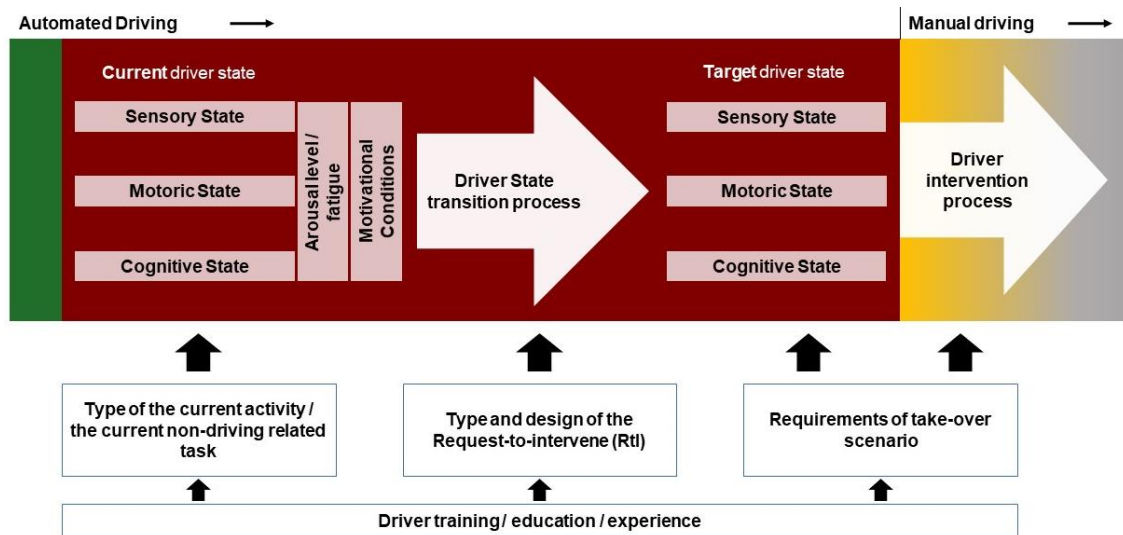 Automated Driving
Manual driving
Current driver state
Target driver state
Sensory State
Motoric State
Cognitive State
Arousal level /
fatigue
Motivational
Conditions
Driver State
transition process
Sensory State
Motoric State
Cognitive State
Driver
intervention
process
Type of the current activity /
the current non-driving related
task
Type and design of the
Request-to-intervene (RtI)
Requirements of take-over
scenario
Driver training / education / experience